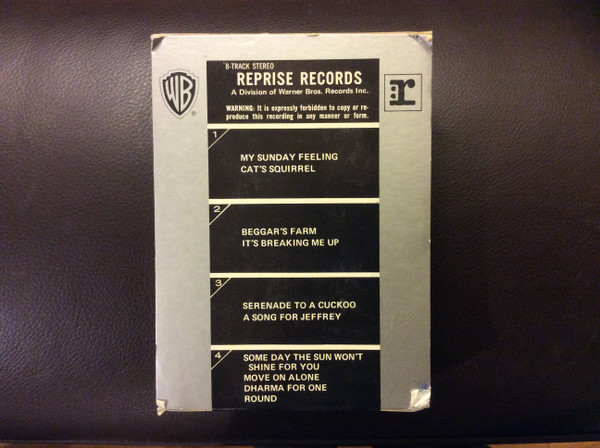 8-TRACK STEREO
REPRISE RECORDS
A Division of Warner Bros. Records Inc.
WARNING: It is expressly forbidden to copy or re-
produce this recording in any manner or form.
WB
®
r:
1
MY SUNDAY FEELING
CAT'S SQUIRREL
2
BEGGAR'S FARM
IT'S BREAKING ME UP
3
SERENADE TO A CUCKOO
A SONG FOR JEFFREY
4
SOME DAY THE SUN WON'T
SHINE FOR YOU
MOVE ON ALONE
DHARMA FOR ONE
ROUND